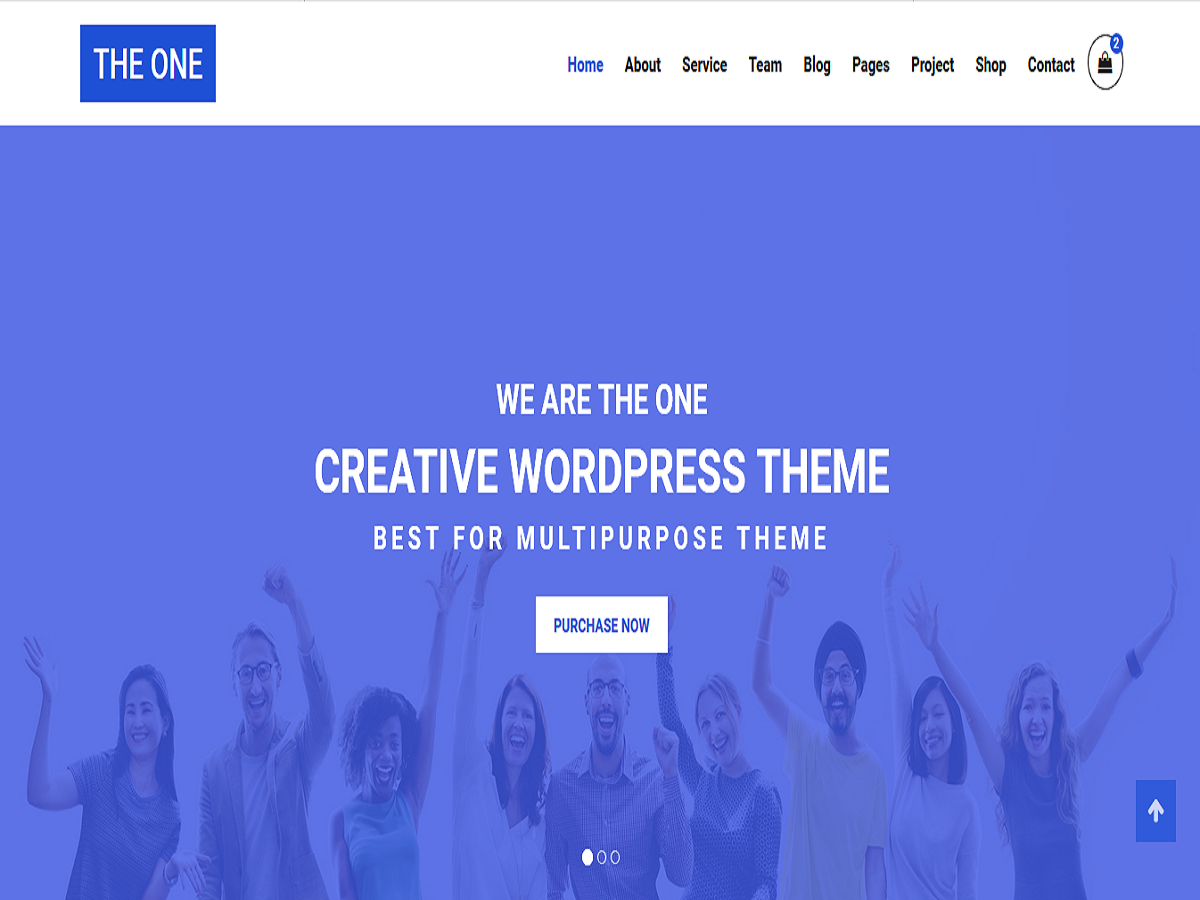 THE ONE
Home About Service Team Blog Pages Project Shop Contact 2
WE ARE THE ONE
CREATIVE WORDPRESS THEME
BEST FOR MULTIPURPOSE THEME
PURCHASE NOW